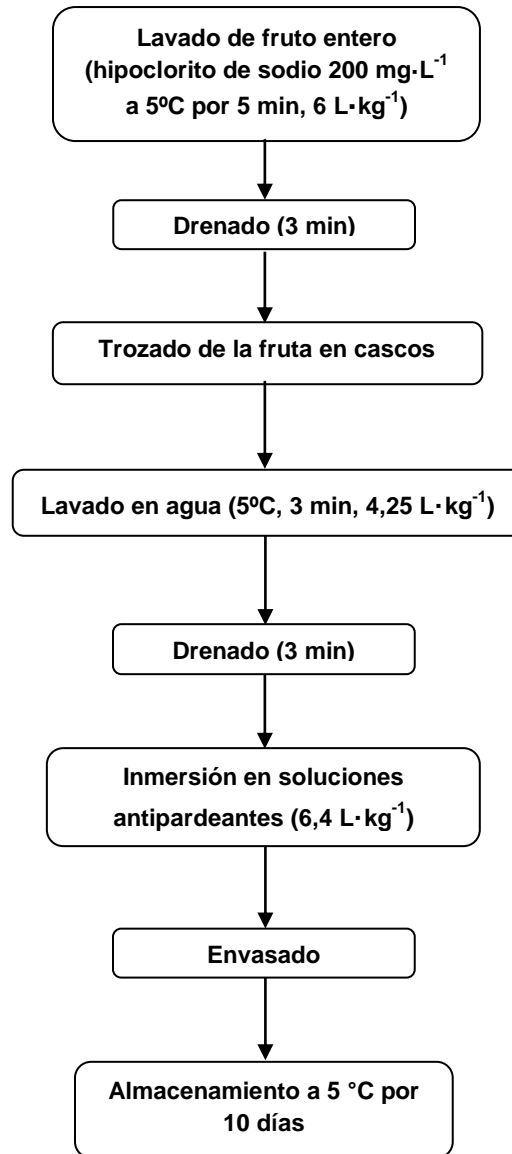 Lavado de fruto entero
(hipoclorito de sodio 200 mg·L⁻¹
a 5ºC por 5 min, 6 L·kg⁻¹)
Drenado (3 min)
Trozado de la fruta en cascos
Lavado en agua (5ºC, 3 min, 4,25 L·kg⁻¹)
Drenado (3 min)
Inmersión en soluciones
antipardeantes (6,4 L·kg⁻¹)
Envasado
Almacenamiento a 5 °C por
10 días